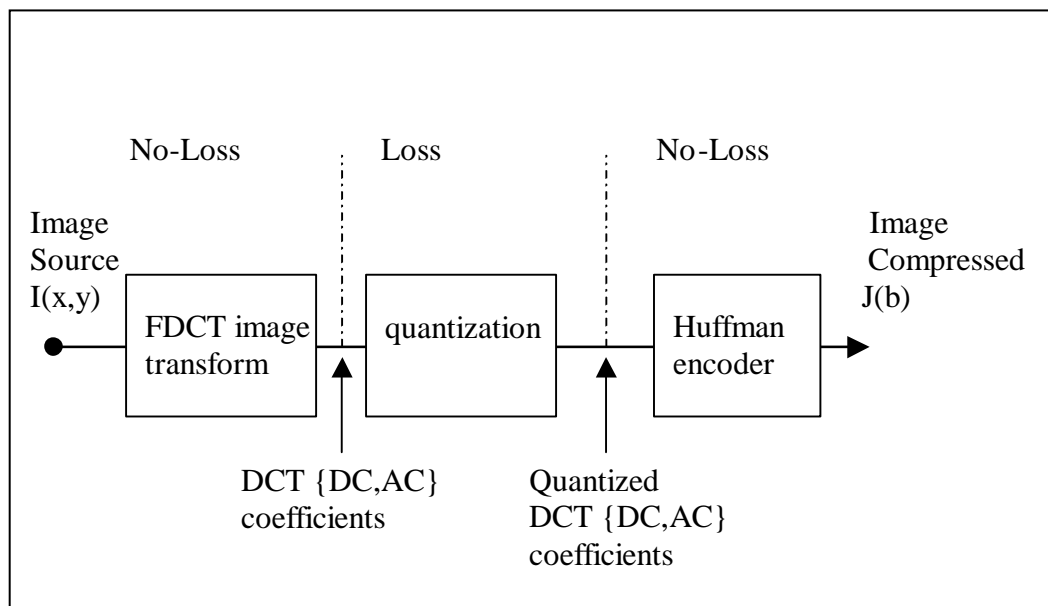 No-Loss
Loss
No-Loss
Image
Source
I(x,y)
Image
Compressed
J(b)
FDCT image
transform
quantization
Huffman
encoder
DCT {DC,AC}
coefficients
Quantized
DCT {DC,AC}
coefficients